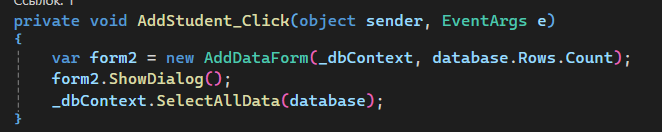 Ссылок: 1
private void AddStudent_Click(object sender, EventArgs e)
{
var form2 = new AddDataForm(_dbContext, database.Rows.Count);
form2.ShowDialog();
_dbContext.SelectAllData(database);
}